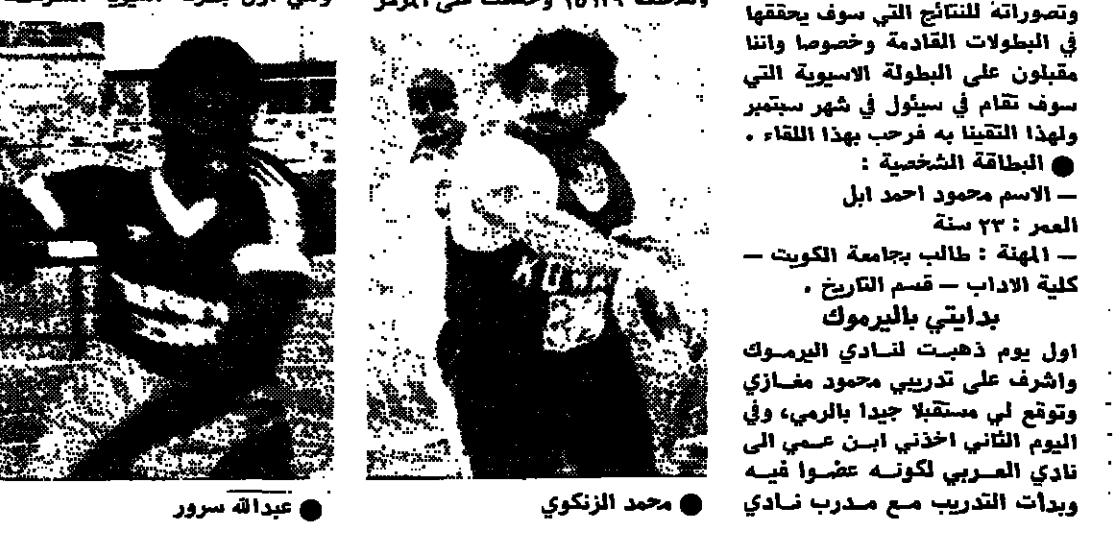 وتصوراته للنتائج التي سوف يحققها
في البطولات القادمة وخصوصا واننا
مقبلون على البطولة الاسيوية التي
سوف تقام في سيئول في شهر سبتمبر
ولهذا التقينا به فرحب بهذا اللقاء .
● البطاقة الشخصية :
— الاسم محمود احمد ابل
العمر : ٢٣ سنة
— المهنة : طالب بجامعة الكويت —
كلية الاداب — قسم التاريخ .
بدايتي باليرموك
اول يوم ذهبت لنادي اليرموك
واشرف على تدريبي محمود مغازي
وتوقع لي مستقبلا جيدا بالرمي، وفي
اليوم الثاني اخذني ابن عمي الى
نادي العربي لكونه عضوا فيه
وبدأت التدريب مع مدرب نادي
● محمد الزنكوي
● عبدالله سرور